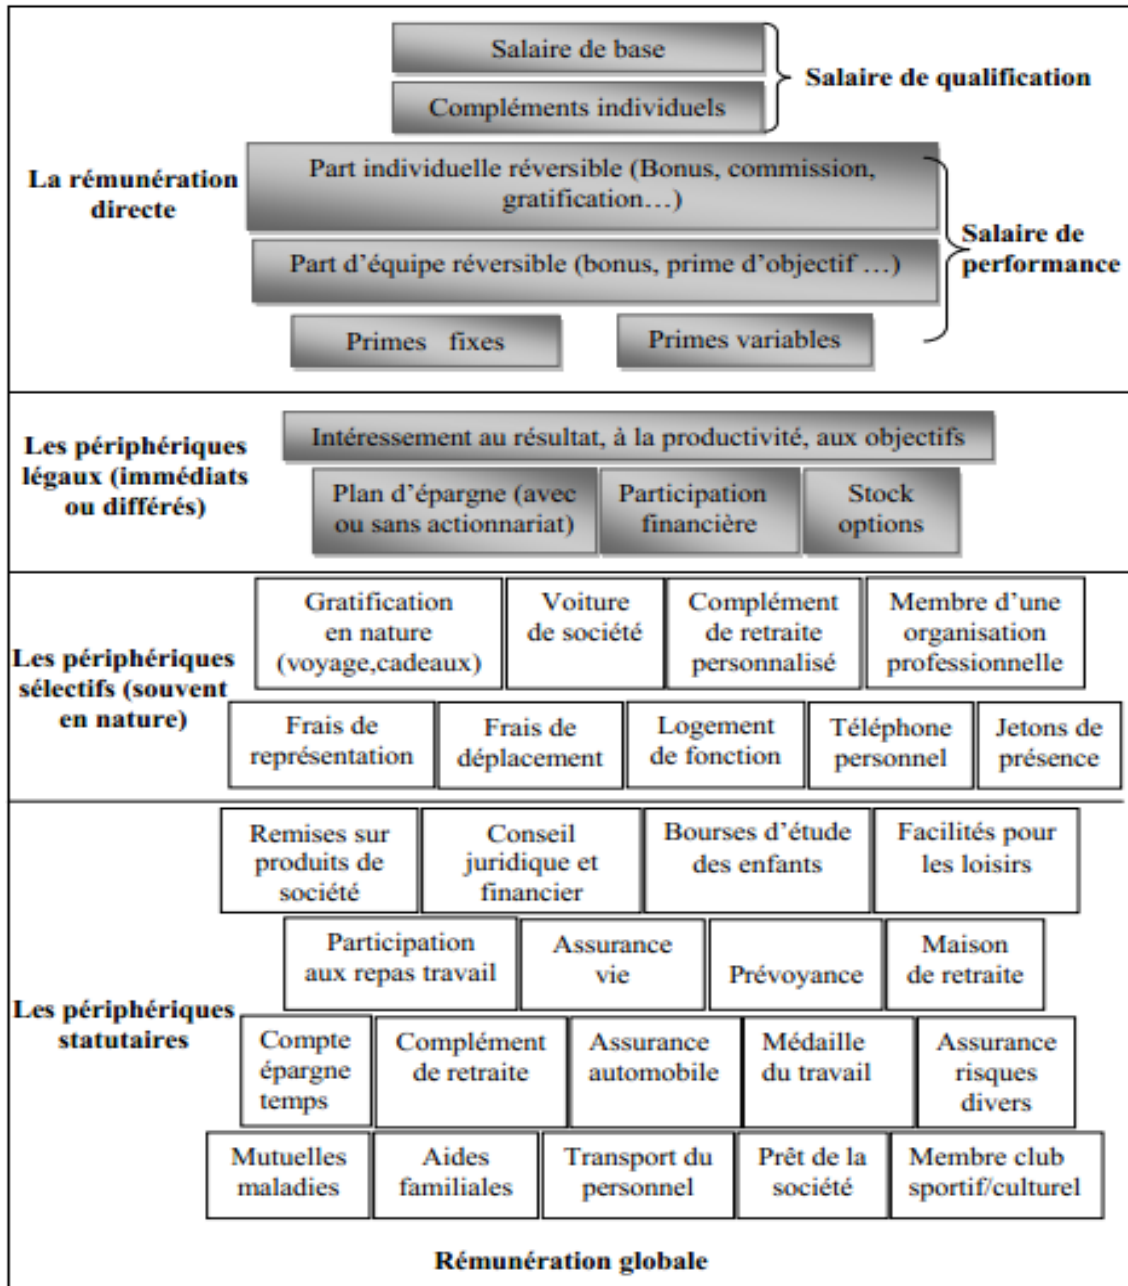 Salaire de base
Compléments individuels
Salaire de qualification
La rémunération
directe
Part individuelle réversible (Bonus, commission,
gratification…)
Part d’équipe réversible (bonus, prime d’objectif …)
Primes fixes
Primes variables
Salaire de
performance
Les périphériques
légaux (immédiats
ou différés)
Intéressement au résultat, à la productivité, aux objectifs
Plan d’épargne (avec
ou sans actionnariat)
Participation
financière
Stock
options
Les périphériques
sélectifs (souvent
en nature)
Gratification
en nature
(voyage,cadeaux)
Voiture
de société
Complément
de retraite
personnalisé
Membre d’une
organisation
professionnelle
Frais de
représentation
Frais de
déplacement
Logement
de fonction
Téléphone
personnel
Jetons de
présence
Les périphériques
statutaires
Remises sur
produits de
société
Conseil
juridique et
financier
Bourses d’étude
des enfants
Facilités pour
les loisirs
Participation
aux repas travail
Assurance
vie
Prévoyance
Maison
de retraite
Compte
épargne
temps
Complément
de retraite
Assurance
automobile
Médaille
du travail
Assurance
risques
divers
Mutuelles
maladies
Aides
familiales
Transport du
personnel
Prêt de la
société
Membre club
sportif/culturel
Rémunération globale